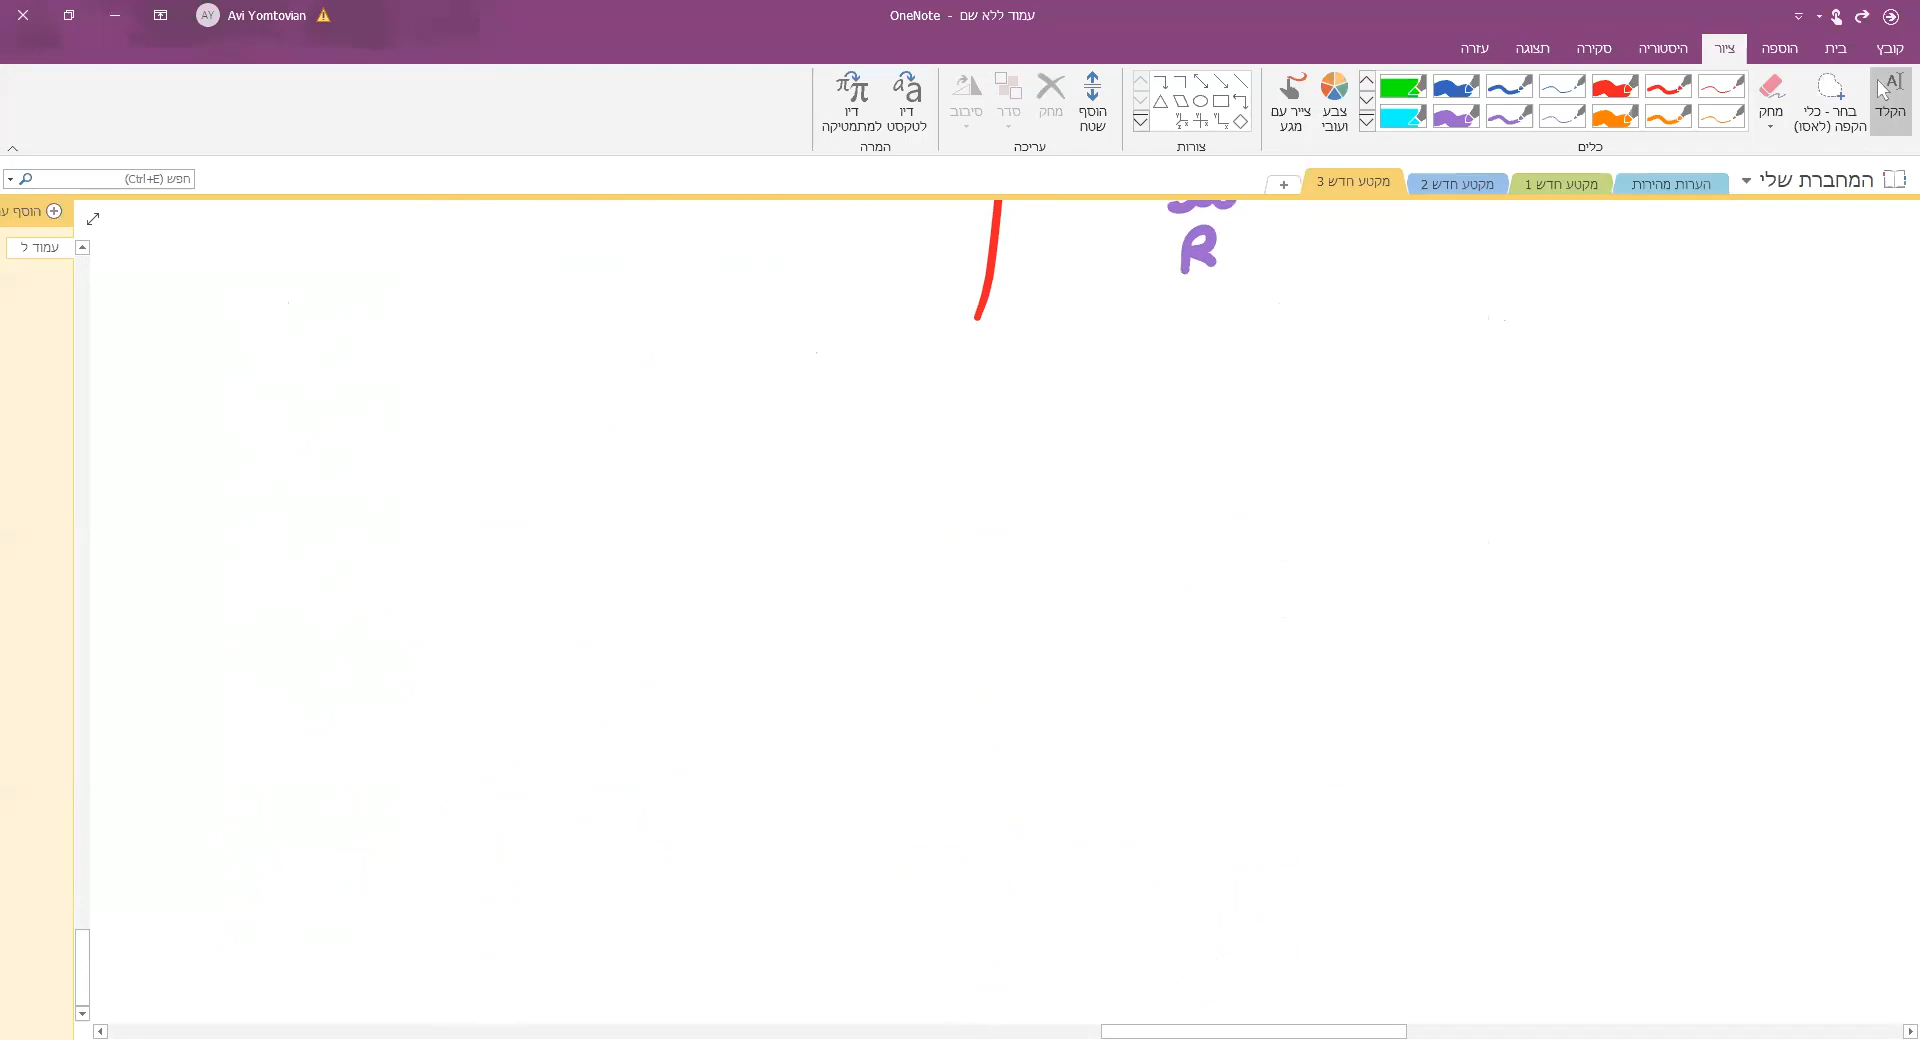 Avi Yomtovian
AY
עמוד ללא שם - OneNote
קובץ
בית
הוספה
ציור
היסטוריה
סקירה
תצוגה
עזרה
הקלד
בחר - כלי
הקפה (לאסו)
מחק
כלים
צבע
ועובי
צייר עם
מגע
צורות
הוסף
שטח
מחק
סדר
סיבוב
עריכה
דיו
לטקסט
דיו
למתמטיקה
המרה
המחברת שלי
הערות מהירות
מקטע חדש 1
מקטע חדש 2
מקטע חדש 3
חפש (Ctrl+E)
הוסף
עמוד ל
R